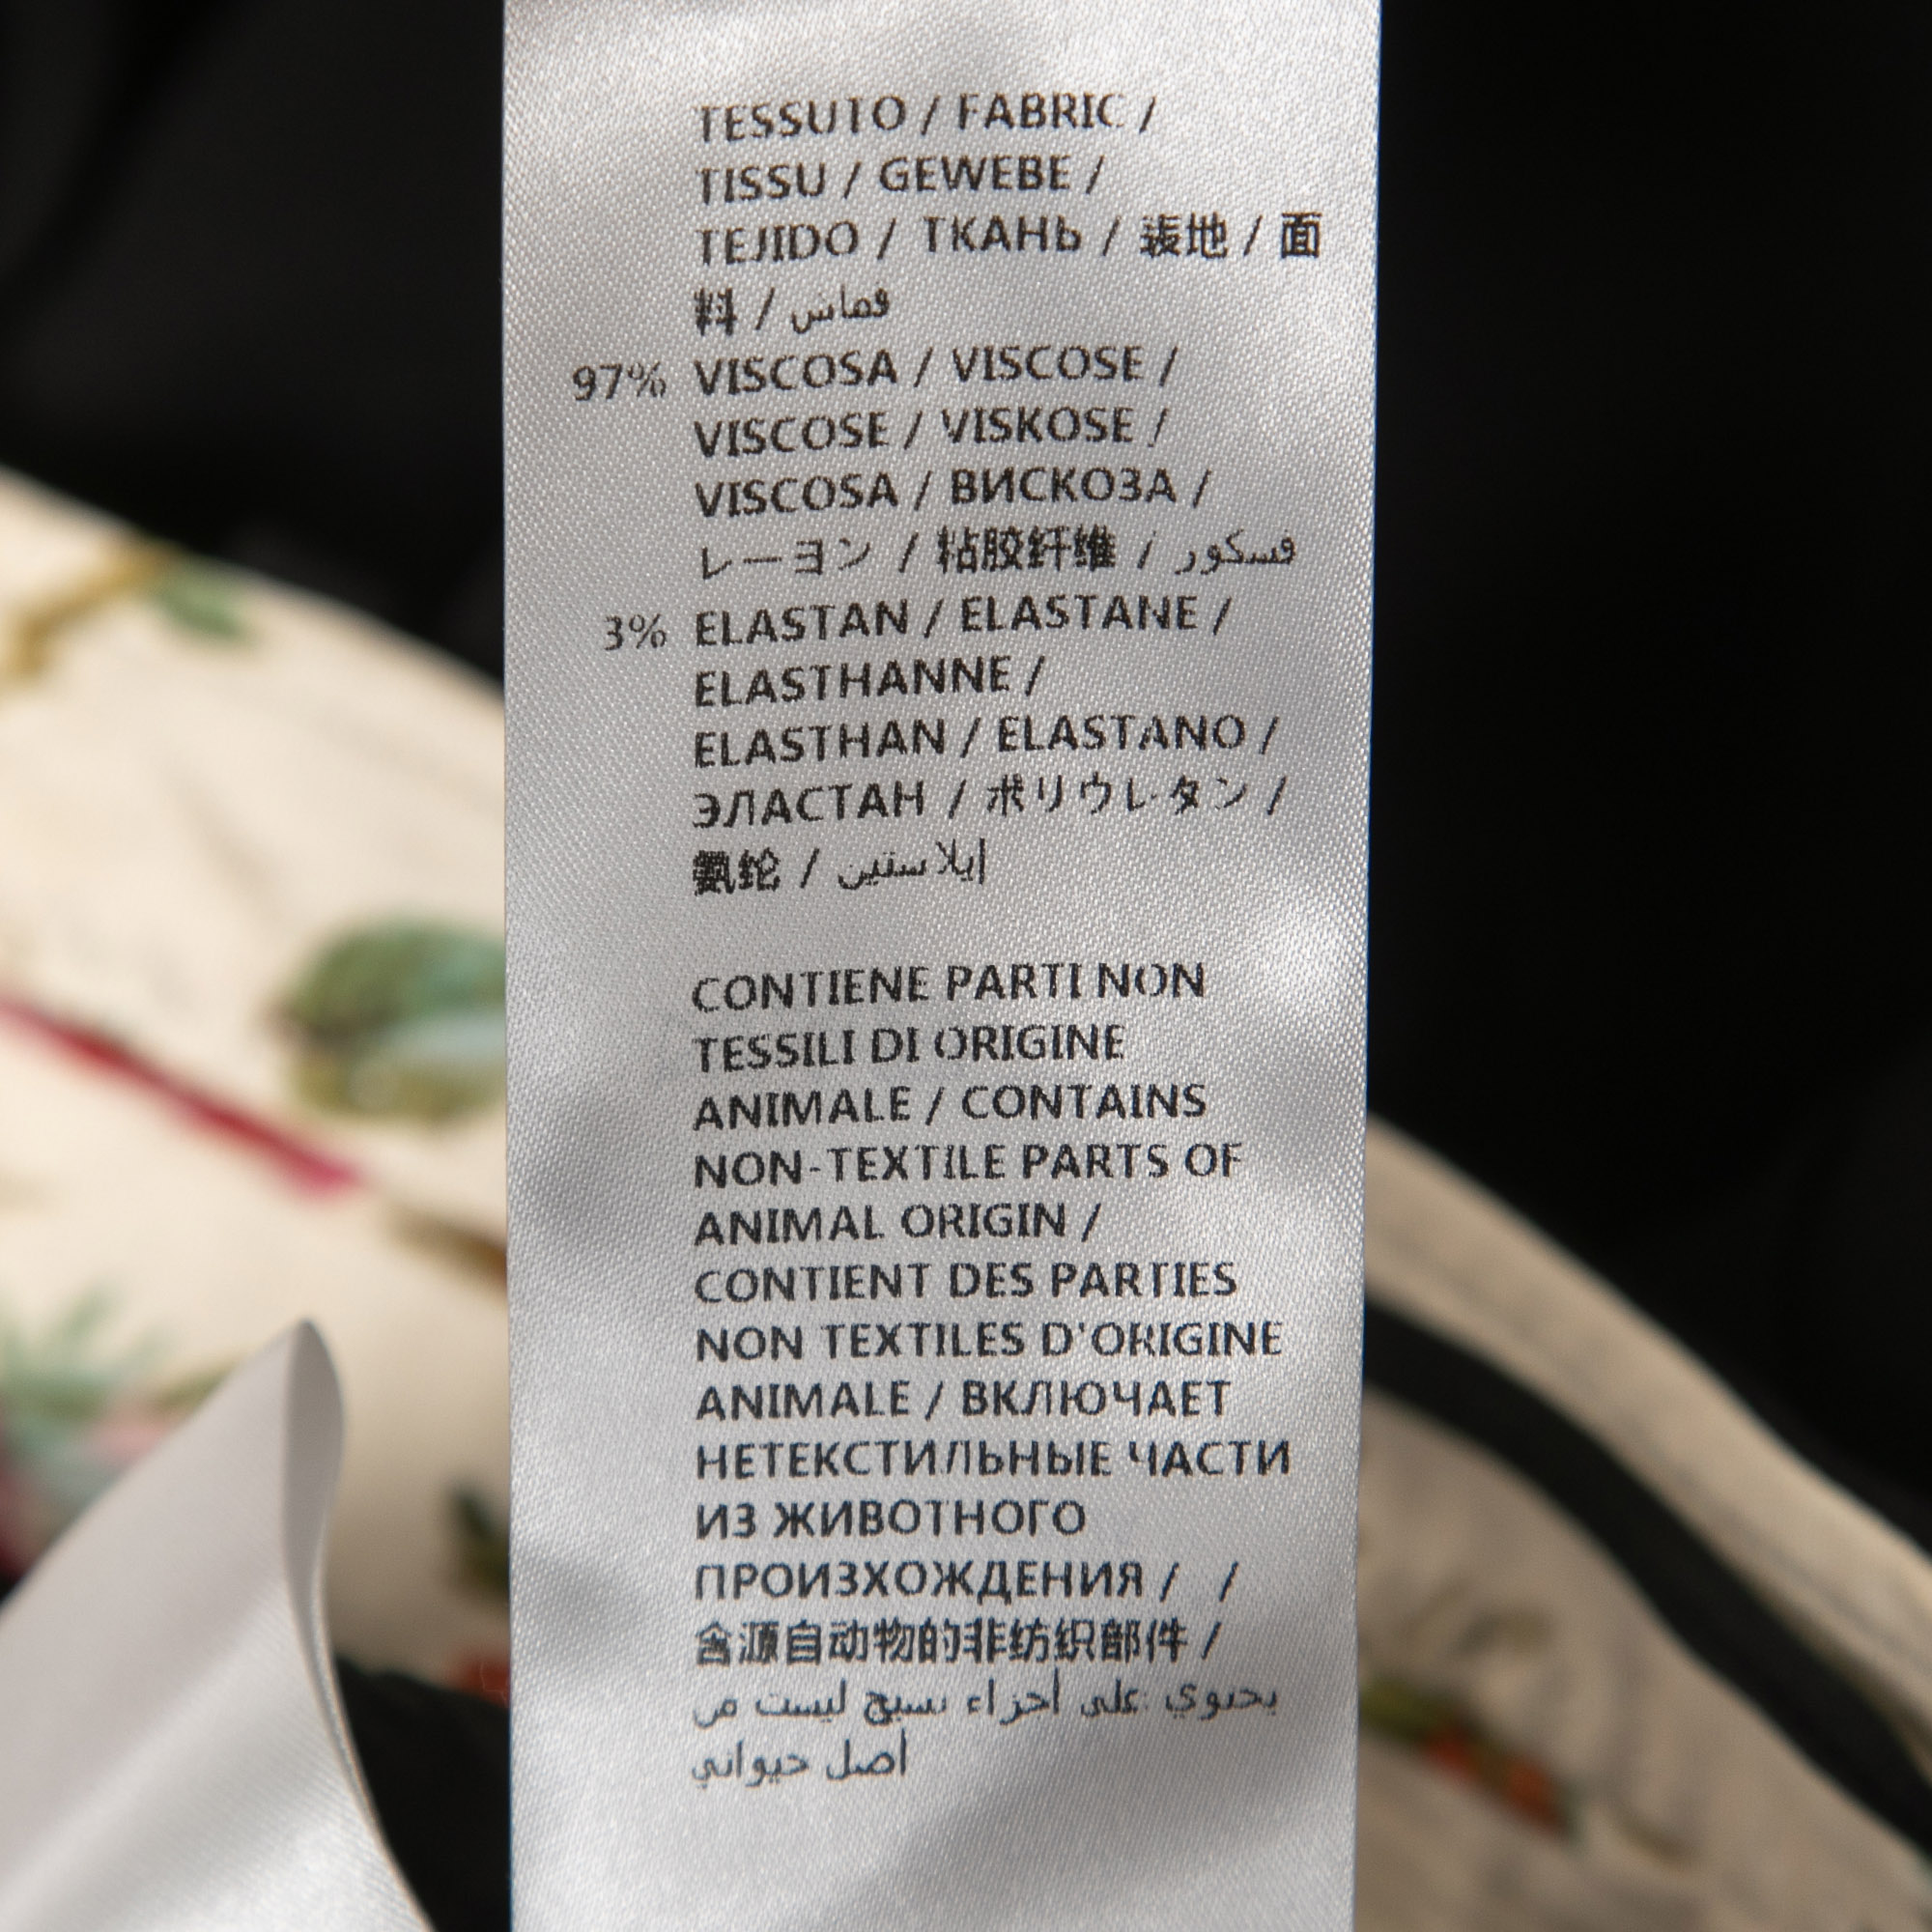 TESSUTO / FABRIC /
TISSU / GEWEBE /
TEJIDO / ТКАНЬ / 表地 / 面
料 / قماش
97% VISCOSA / VISCOSE /
VISCOSE / VISKOSE /
VISCOSA / ВИСКОЗА /
レーヨン / 粘胶纤维 / فسكور
3% ELASTAN / ELASTANE /
ELASTHANNE /
ELASTHAN / ELASTANO /
ЭЛАСТАН / ポリウレタン /
氨纶 / إيلاستين
CONTIENE PARTI NON
TESSILI DI ORIGINE
ANIMALE / CONTAINS
NON-TEXTILE PARTS OF
ANIMAL ORIGIN /
CONTIENT DES PARTIES
NON TEXTILES D'ORIGINE
ANIMALE / ВКЛЮЧАЕТ
НЕТЕКСТИЛЬНЫЕ ЧАСТИ
ИЗ ЖИВОТНОГО
ПРОИЗХОЖДЕНИЯ / /
含源自动物的非纺织部件 /
يحتوي على أجزاء نسيج ليست من
أصل حيواني